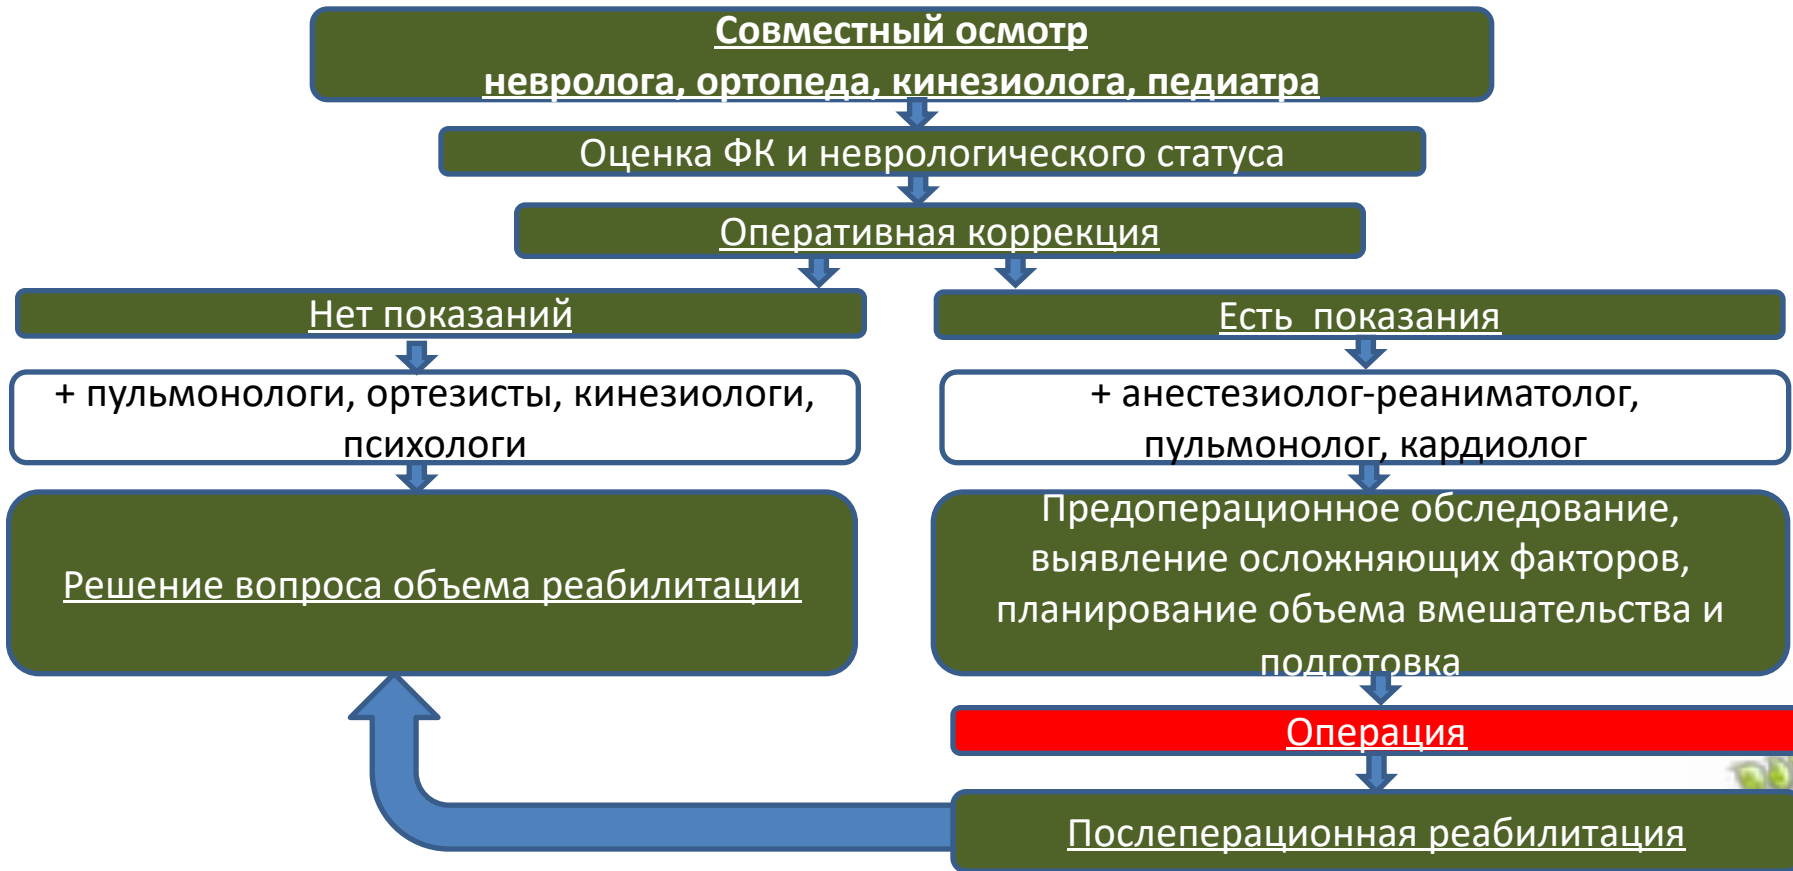 Совместный осмотр
невролога, ортопеда, кинезиолога, педиатра
Оценка ФК и неврологического статуса
Оперативная коррекция
Нет показаний
Есть показания
+ пульмонологи, ортезисты, кинезиологи,
психологи
+ анестезиолог-реаниматолог,
пульмонолог, кардиолог
Решение вопроса объема реабилитации
Предоперационное обследование,
выявление осложняющих факторов,
планирование объема вмешательства и
подготовка
Операция
Послеперационная реабилитация